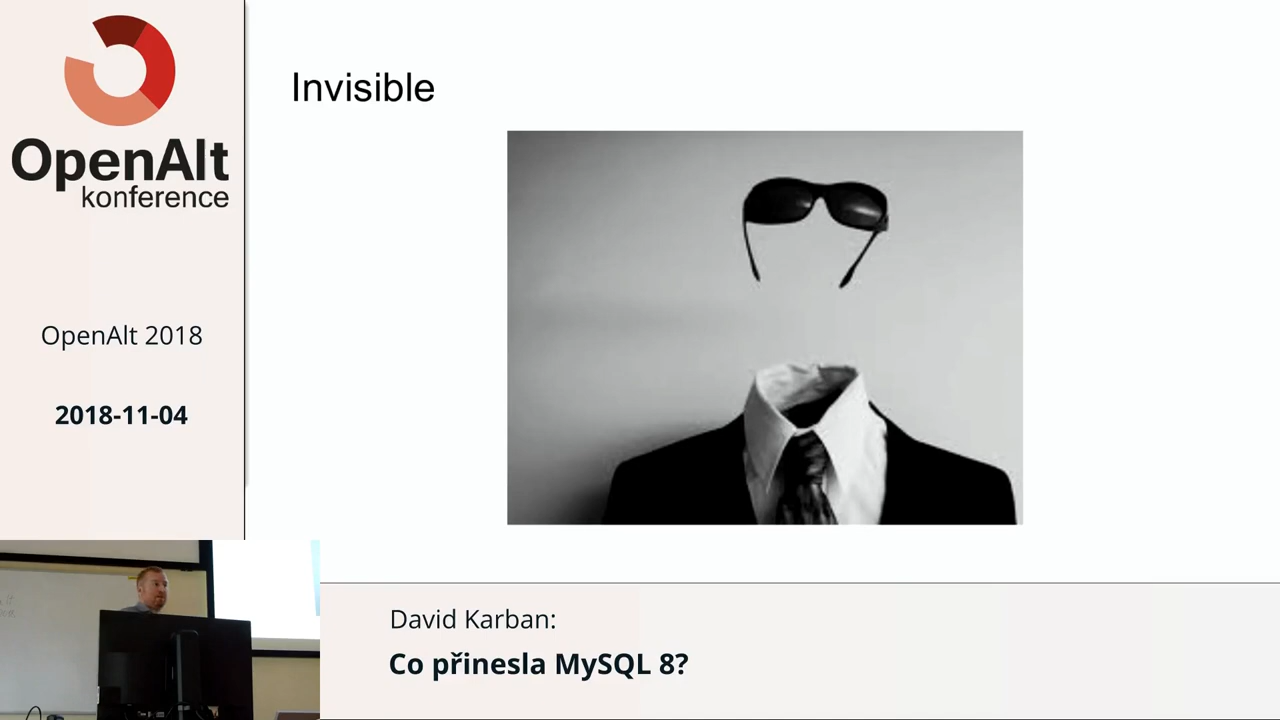 OpenAlt
konference
OpenAlt 2018
2018-11-04
Invisible
David Karban:
Co přinesla MySQL 8?